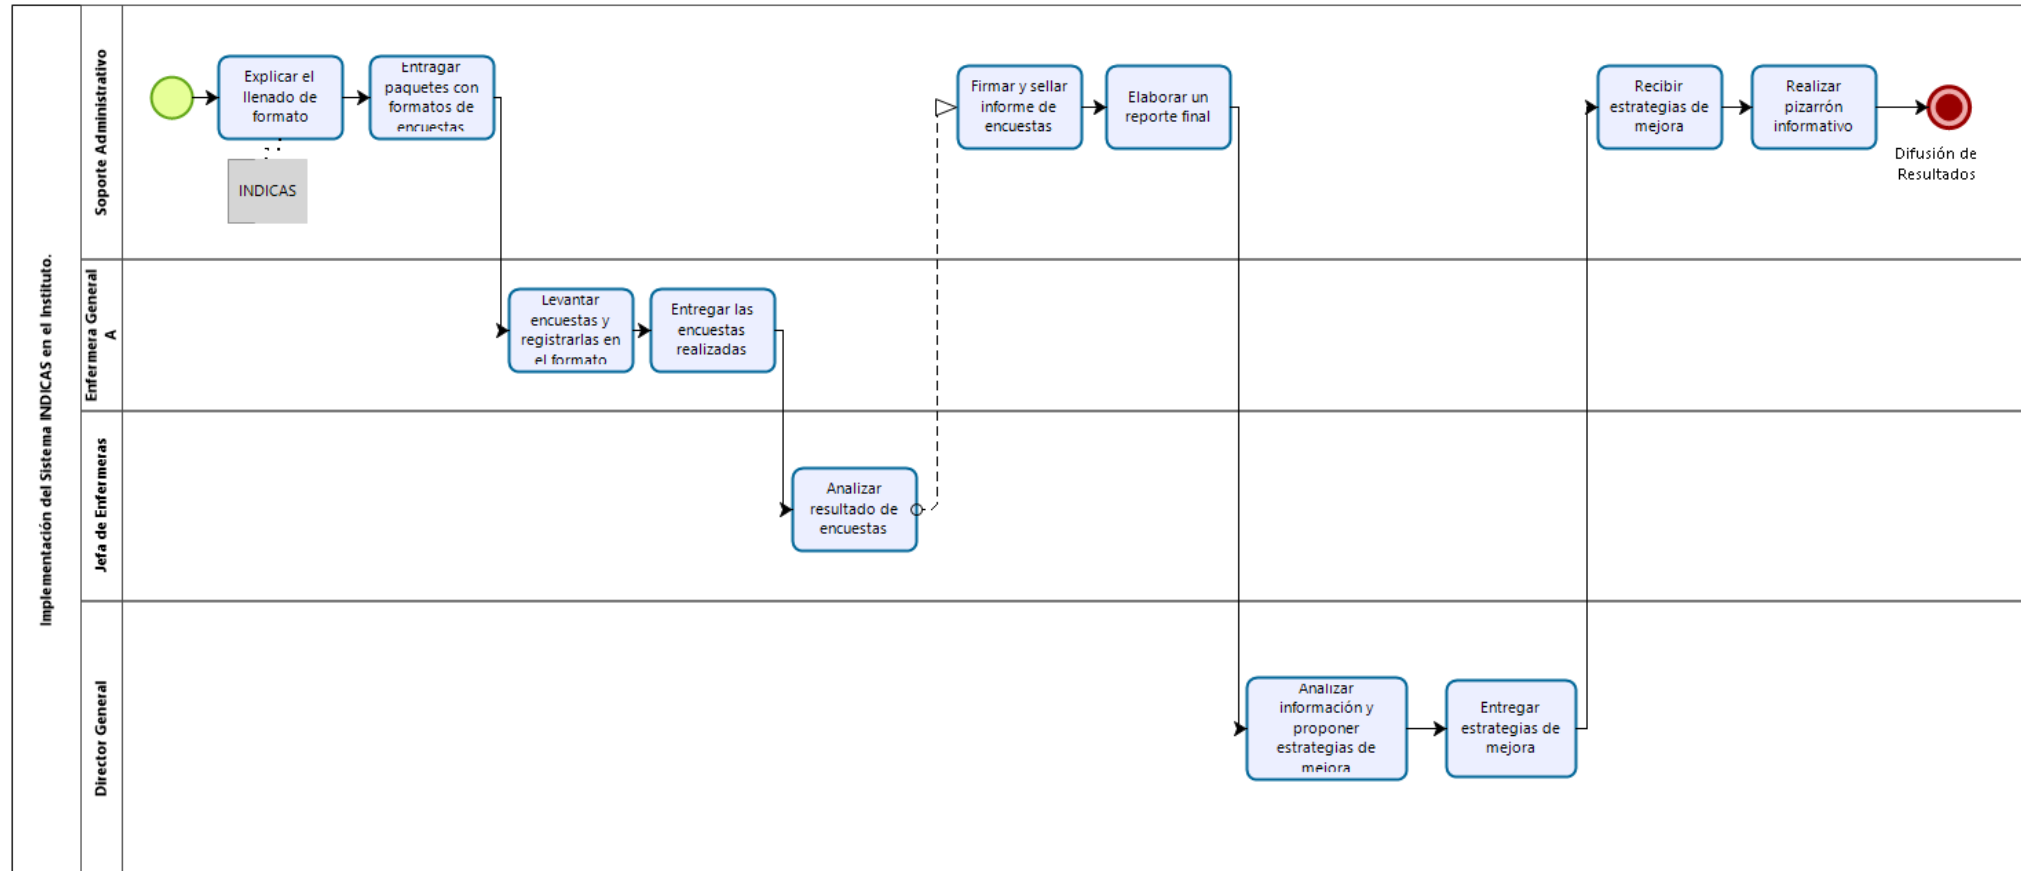 Implementación del Sistema INDICAS en el Instituto.
Soporte Administrativo
Explicar el
llenado de
formato
Entragar
paquetes con
formatos de
encuestas
INDICAS
Firmar y sellar
informe de
encuestas
Elaborar un
reporte final
Recibir
estrategias de
mejora
Realizar
pizarrón
informativo
Difusión de
Resultados
Enfermera General
A
Levantar
encuestas y
registrarlas en
el formato
Entregar las
encuestas
realizadas
Jefa de Enfermeras
Analizar
resultado de
encuestas
Director General
Analizar
información y
proponer
estrategias de
mejora
Entregar
estrategias de
mejora